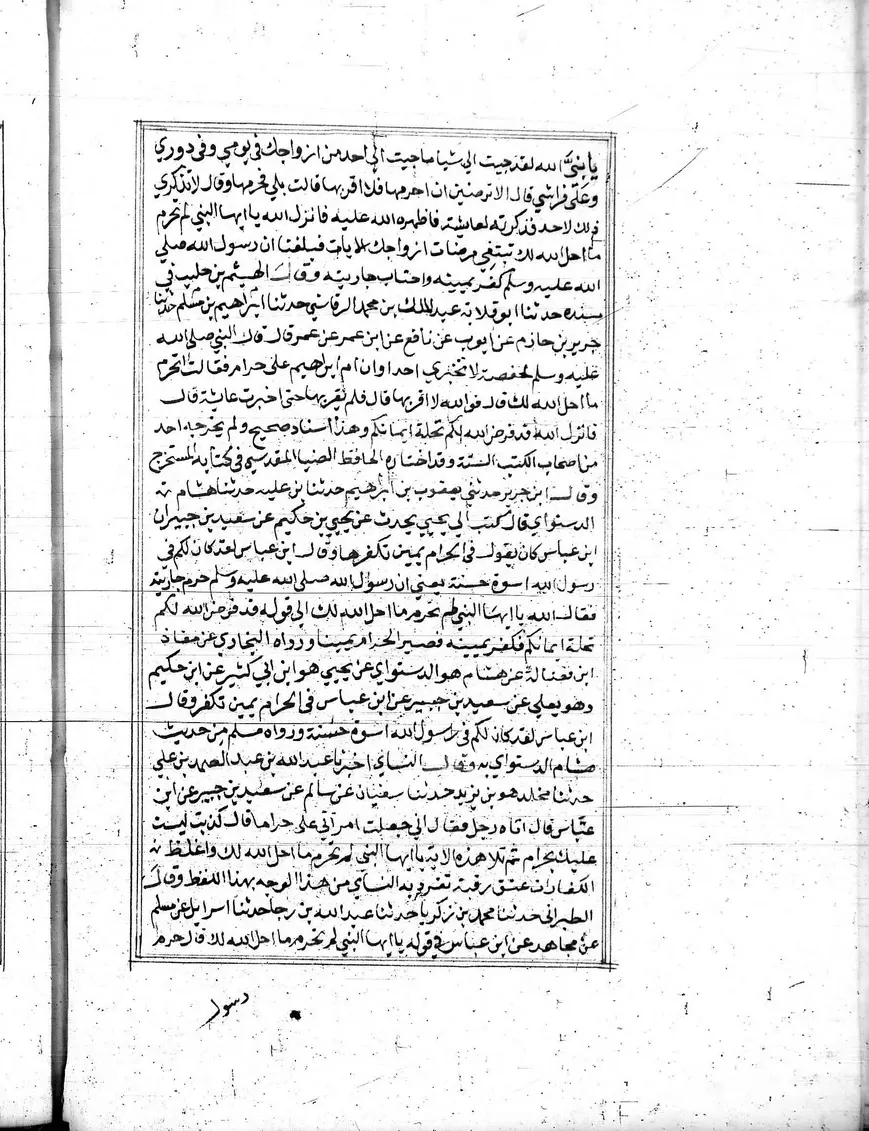 يا نبيَّ الله لقد جيت الي شيا ما جيت الي احد من ازواجك في يومي وفي دوري
وعلى فراشي قال الا ترضين ان احرمها فلا اقربها قالت بلي فحرمها وقال لا تذكري
ذلك لاحد فذكرته لعايشة فاظهره الله عليه فانزل الله يا ايها النبي لم تحرم
ما احل الله لك تبتغي مرضات ازواجك الايات فبلغنا ان رسول الله صلي
الله عليه وسلم كفر يمينه واصاب جاريته وقال الهيثم بن كليب في
مسنده حدثنا ابو قلابة عبد الملك بن محمد الرقاشي حدثنا ابراهيم بن مسلم حدثنا
جرير بن حازم عن ايوب عن نافع عن ابن عمر عن عمر قال قال النبي صلي الله
عليه وسلم لحفصة لا تخبري احدا وان ام ابراهيم علي حرام فقالت اتحرم
ما احل الله لك قال فوالله لا اقربها قال فلم يقربها حتى اخبرت عايشة قال
فانزل الله قد فرض الله لكم تحلة ايمانكم وهذا اسناد صحيح ولم يخرجه احد
من اصحاب الكتب الستة وقد اختاره الحافظ الضيا المقدسي في كتابه المستخرج
وقال ابن جرير حدثني يعقوب بن ابراهيم حدثنا بن علية حدثنا هشام
الدستواي قال كتب الي يحيي يحدث عن يحيي بن حكيم عن سعيد بن جبير ان
ابن عباس كان يقول في الحرام يمين تكفرها وقال ابن عباس لقد كان لكم في
رسول الله اسوة حسنة يعني ان رسول الله صلي الله عليه وسلم حرم جاريته
فقال الله يا ايها النبي لم تحرم ما احل الله لك الي قوله قد فرض الله لكم
تحلة ايمانكم فكفر يمينه فصير الحرام يمينا ورواه البخاري عن معاذ
ابن فضالة عن هشام هو الدستواي عن يحيي هو ابن ابي كثير عن ابن حكيم
وهو يعلي عن سعيد بن جبير عن ابن عباس في الحرام يمين تكفر وقال
ابن عباس لقد كان لكم في رسول الله اسوة حسنة ورواه مسلم من حديث
هشام الدستواي به وقال النساي اخبرنا عبد الله بن عبد الصمد بن علي
حدثنا مخلد هو بن يزيد حدثنا سفيان عن سالم عن سعيد بن جبير عن ابن
عباس قال اتاه رجل فقال اني جعلت امراتي علي حراما قال كذبت ليست
عليك بحرام ثم تلا هذه الاية يا ايها النبي لم تحرم ما احل الله لك واغلظ
الكفارات عتق رقبة تفرد به النساي من هذا الوجه بهذا اللفظ وقال
الطبراني حدثنا محمد بن زكريا حدثنا عبد الله بن رجا حدثنا اسرايل عن مسلم
عن مجاهد عن ابن عباس في قوله يا ايها النبي لم تحرم ما احل الله لك قال حرم
رسول